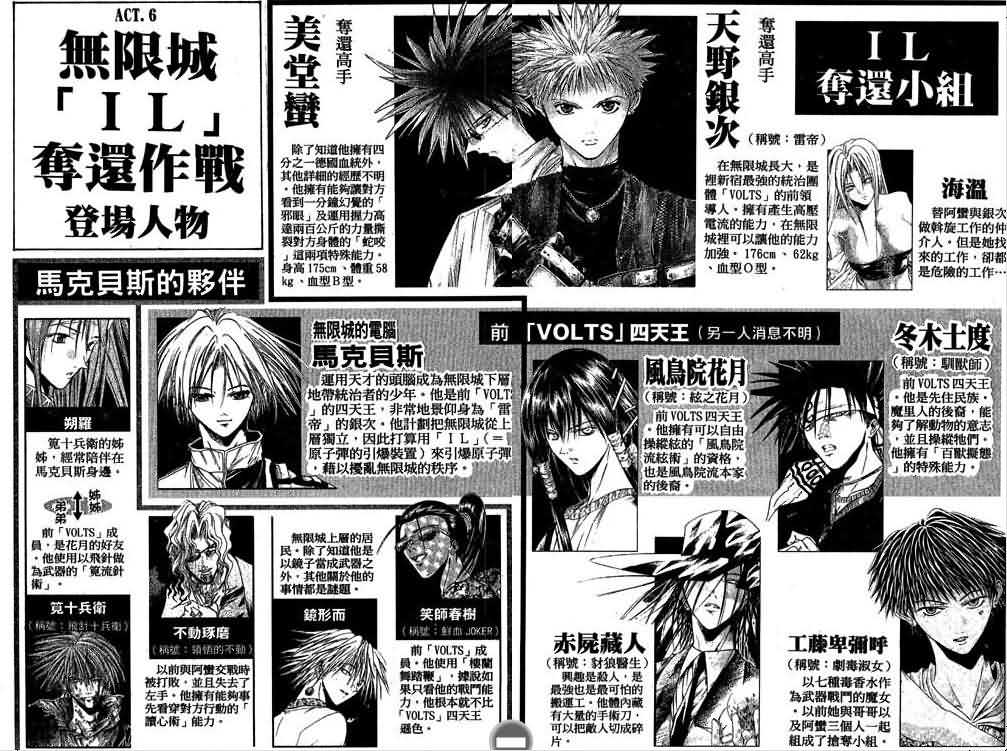 ACT. 6
無限城
「ＩＬ」
奪還作戰
登場人物
ＩＬ
奪還小組
天野銀次
奪還高手
(稱號：雷帝)
在無限城長大，是
裡新宿最強的統治團
體「VOLTS」的前領
導人。擁有產生高壓
電流的能力，在無限
城裡可以讓他的能力
加強。176cm、62kg
、血型Ｏ型。
美堂蠻
奪還高手
除了知道他擁有四
分之一德國血統外，
其他詳細的經歷不明
。他擁有能夠讓對方
看到一分鐘幻覺的「
邪眼」及運用握力高
達兩百公斤的力量撕
裂對方身體的「蛇咬
」這兩項特殊能力。
身高175cm、體重58
kg、血型Ｂ型。
海溫
替阿蠻與銀次
做斡旋工作的仲
介人。但是她找
來的工作，卻都
是危險的工作…
馬克貝斯的夥伴
無限城的電腦
馬克貝斯
運用天才的頭腦成為無限城下層
地帶統治者的少年。他是前「VOLTS
」的四天王，非常地景仰身為「雷
帝」的銀次。他計劃把無限城從上
層獨立，因此打算用「ＩＬ」(＝
原子彈的引爆裝置）來引爆原子彈
，藉以擾亂無限城的秩序。
前「VOLTS」四天王（另一人消息不明）
冬木士度
(稱號：馴獸師)
前VOLTS四天王
。他是先住民族．
魔里人的後裔，能
夠了解動物的意志
，並且操縱牠們。
他擁有「百獸擬態
」的特殊能力。
風鳥院花月
(稱號：絃之花月)
前VOLTS四天王
。擁有可以自由
操縱絃的「風鳥院
流絃術」的資格，
也是風鳥院流本家
的後裔。
朔羅
筧十兵衛的姊
姊，經常陪伴在
馬克貝斯身邊。
姊姊
弟弟
前「VOLTS」成
員，是花月的好友
。他使用以飛針做
為武器的「筧流針
術」。
筧十兵衛
(稱號：飛針十兵衛)
不動琢磨
以前與阿蠻交戰時
被打敗，並且失去了
左手。他擁有能夠事
先看穿對方行動的「
讀心術」能力。
無限城上層的居
民。除了知道他是
以鏡子當成武器之
外，其他關於他的
事情都是謎題。
鏡形而
笑師春樹
(稱號：鮮血JOKER)
前「VOLTS」成
員。他使用「樓蘭
舞踏鞭」，據說如
果只看他的戰鬥能
力，他根本就不比
「VOLTS」四天王
遜色。
赤屍藏人
(稱號：豺狼醫生)
興趣是殺人，是
最強也是最可怕的
搬運工。他體內藏
有大量的手術刀，
可以把敵人切成碎
片。
工藤卑彌呼
(稱號：劇毒淑女)
以七種毒香水作
為武器戰鬥的魔女
。以前她與哥哥以
及阿蠻三個人一起
組成了搶奪小組。